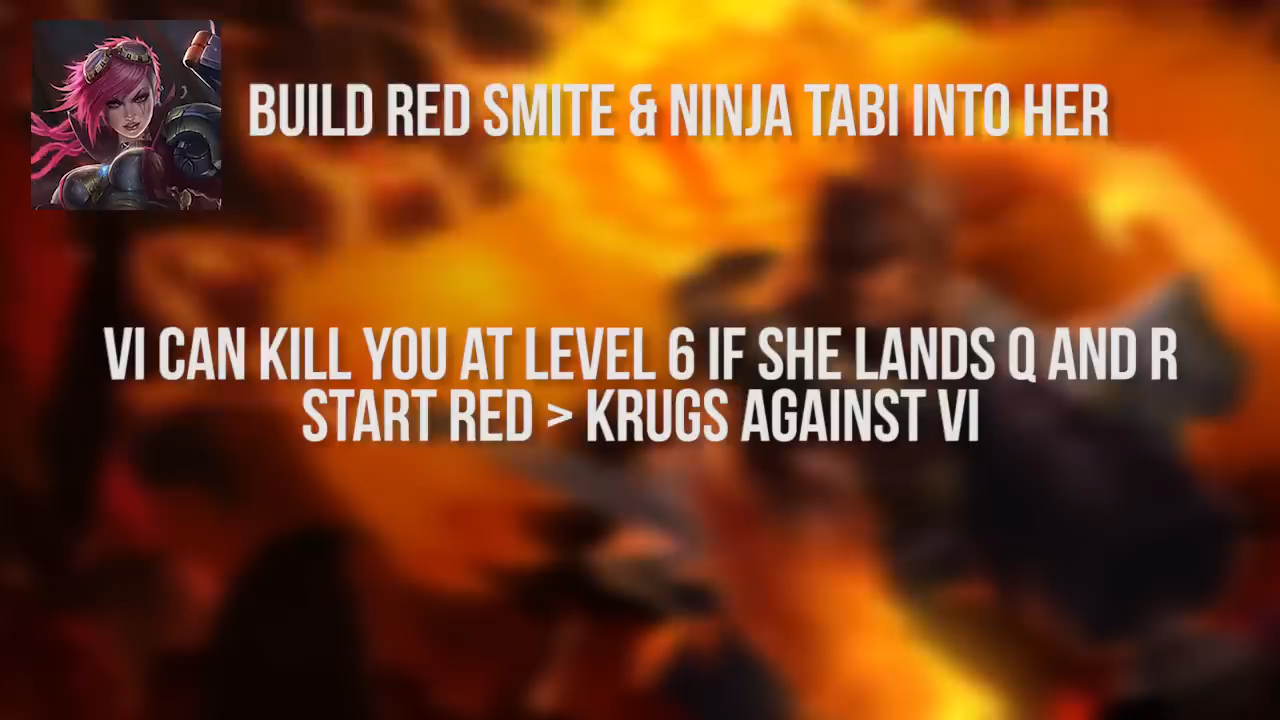 BUILD RED SMITE & NINJA TABI INTO HER
VI CAN KILL YOU AT LEVEL 6 IF SHE LANDS Q AND R
START RED > KRUGS AGAINST VI